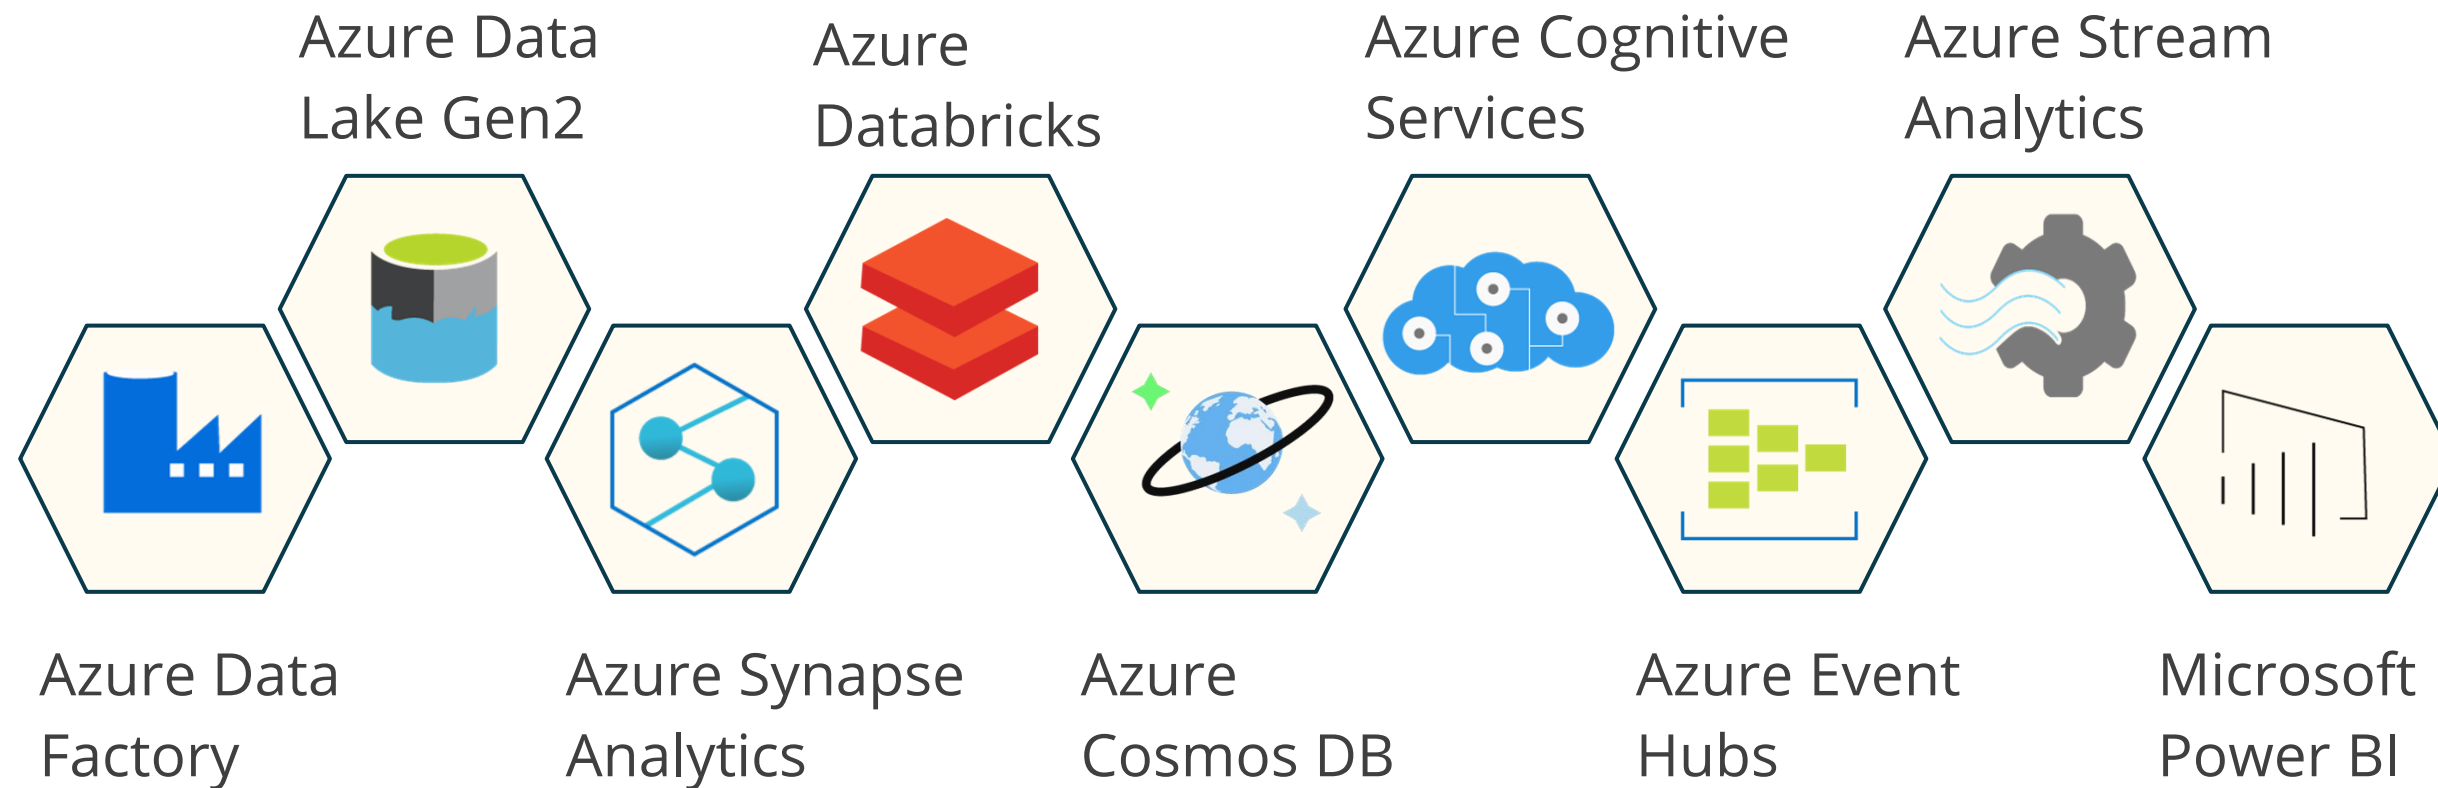 Azure Data
Lake Gen2
Azure
Databricks
Azure Cognitive
Services
Azure Stream
Analytics
Azure Data
Factory
Azure Synapse
Analytics
Azure
Cosmos DB
Azure Event
Hubs
Microsoft
Power BI